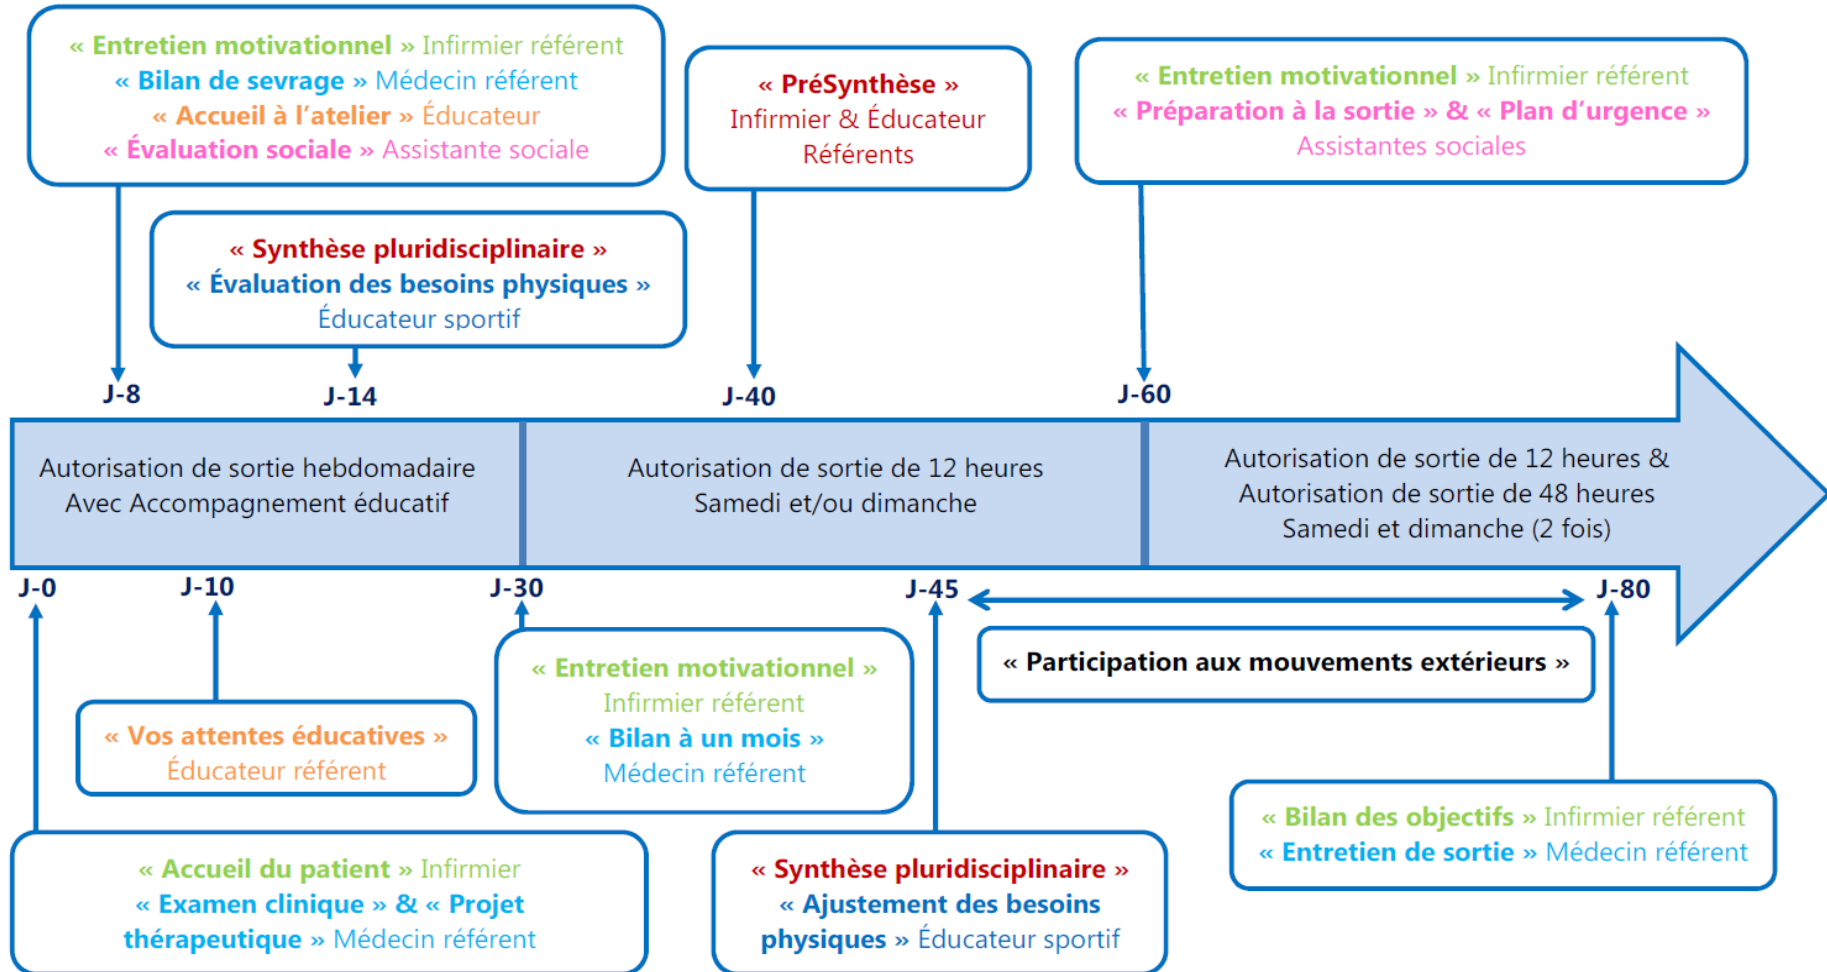 « Entretien motivationnel » Infirmier référent
« Bilan de sevrage » Médecin référent
« Accueil à l’atelier » Éducateur
« Évaluation sociale » Assistante sociale
« PréSynthèse »
Infirmier & Éducateur
Référents
« Entretien motivationnel » Infirmier référent
« Préparation à la sortie » & « Plan d’urgence »
Assistantes sociales
« Synthèse pluridisciplinaire »
« Évaluation des besoins physiques »
Éducateur sportif
J-8
J-14
J-40
J-60
Autorisation de sortie hebdomadaire
Avec Accompagnement éducatif
Autorisation de sortie de 12 heures
Samedi et/ou dimanche
Autorisation de sortie de 12 heures &
Autorisation de sortie de 48 heures
Samedi et dimanche (2 fois)
J-0
J-10
J-30
J-45
J-80
« Participation aux mouvements extérieurs »
« Vos attentes éducatives »
Éducateur référent
« Entretien motivationnel »
Infirmier référent
« Bilan à un mois »
Médecin référent
« Accueil du patient » Infirmier
« Examen clinique » & « Projet
thérapeutique » Médecin référent
« Synthèse pluridisciplinaire »
« Ajustement des besoins
physiques » Éducateur sportif
« Bilan des objectifs » Infirmier référent
« Entretien de sortie » Médecin référent